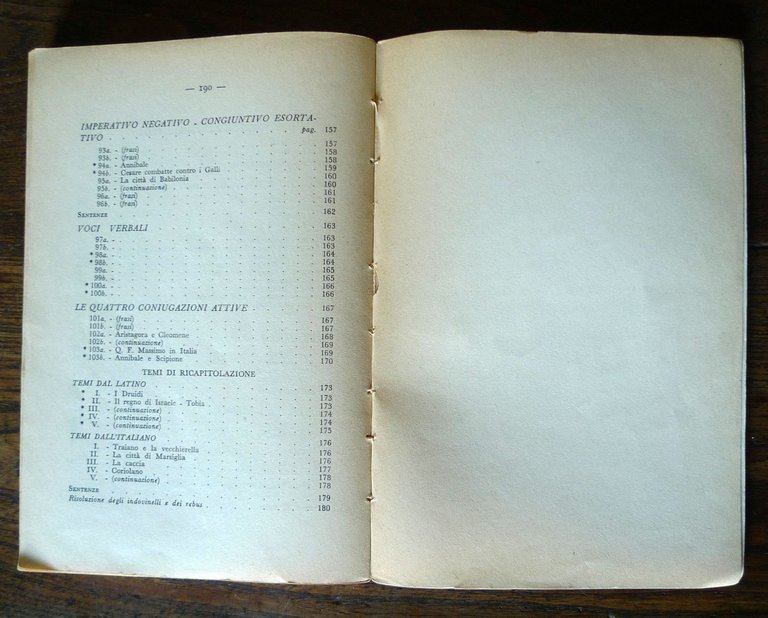 — 190 —
IMPERATIVO NEGATIVO - CONGIUNTIVO ESORTA-
TIVO . . . . . . . . . . . pag. 157
93a. - (frasi) . . . . . . . . . . 157
93b. - (frasi) . . . . . . . . . . 158
* 94a. - Annibale . . . . . . . . . . 158
* 94b. - Cesare combatte contro i Galli . . . . . . 159
95a. - La città di Babilonia . . . . . . . . 160
95b. - (continuazione) . . . . . . . . . 160
96a. - (frasi) . . . . . . . . . . 161
96b. - (frasi) . . . . . . . . . . 161
SENTENZE . . . . . . . . . . . 162
VOCI VERBALI . . . . . . . . . . 163
97a. - . . . . . . . . . . . 163
97b. - . . . . . . . . . . . 163
* 98a. - . . . . . . . . . . . 164
* 98b. - . . . . . . . . . . . 164
99a. - . . . . . . . . . . . 165
99b. - . . . . . . . . . . . 165
* 100a. - . . . . . . . . . . . 166
* 100b. - . . . . . . . . . . . 166
LE QUATTRO CONIUGAZIONI ATTIVE . . . . . 167
101a. - (frasi) . . . . . . . . . . 167
101b. - (frasi) . . . . . . . . . . 167
102a. - Aristagora e Cleomene . . . . . . . 168
102b. - (continuazione) . . . . . . . . . 169
* 103a. - Q. F. Massimo in Italia . . . . . . . 169
* 103b. - Annibale e Scipione . . . . . . . . 170
TEMI DI RICAPITOLAZIONE
TEMI DAL LATINO . . . . . . . . . 173
* I. - I Druidi . . . . . . . . . . 173
* II. - Il regno di Israele - Tobia . . . . . . 173
* III. - (continuazione) . . . . . . . . . 174
* IV. - (continuazione) . . . . . . . . . 174
* V. - (continuazione) . . . . . . . . . 175
TEMI DALL'ITALIANO . . . . . . . . . 176
I. - Traiano e la vecchierella . . . . . . . 176
II. - La città di Marsiglia . . . . . . . . 176
III. - La caccia . . . . . . . . . . 177
IV. - Coriolano . . . . . . . . . . 178
V. - (continuazione) . . . . . . . . . 178
SENTENZE . . . . . . . . . . . 179
Risoluzione degli indovinelli e dei rebus . . . . . . 180